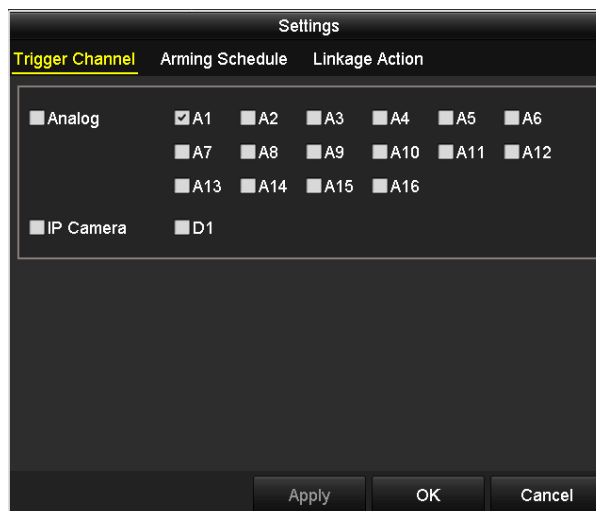 Settings
Trigger Channel Arming Schedule Linkage Action
Analog A1 A2 A3 A4 A5 A6
A7 A8 A9 A10 A11 A12
A13 A14 A15 A16
IP Camera D1
Apply OK Cancel